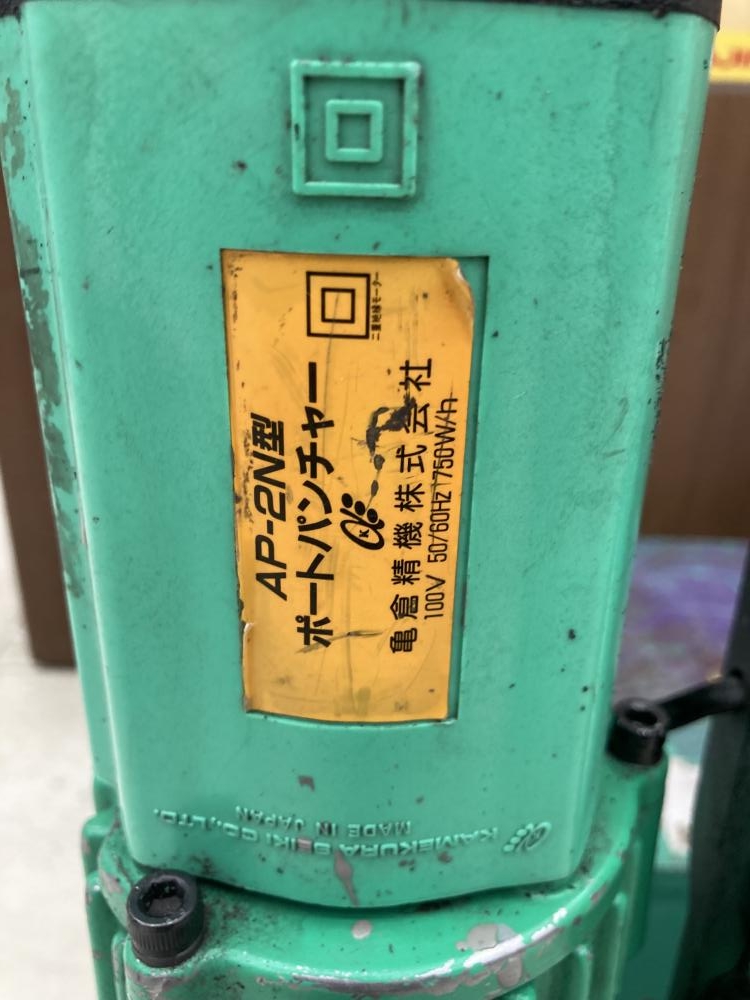 AP-2N型
ポートパンチャー
亀倉精機株式会社
100V 50/60Hz 1750W/h
二重絶縁モーター
KAMEKURA SEIKI CO.,LTD.
MADE IN JAPAN